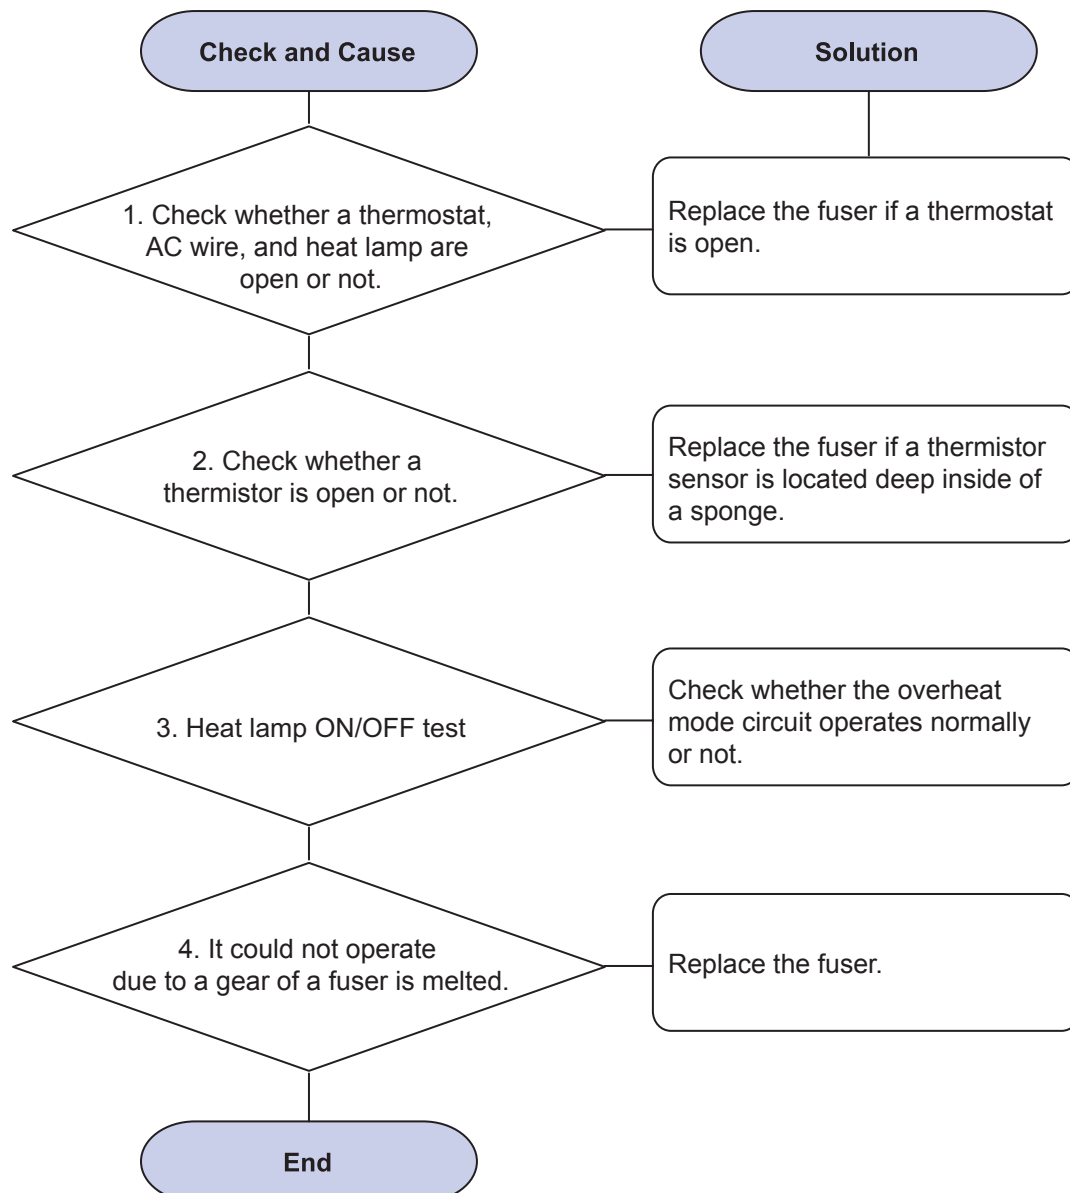 Check and Cause
Solution
1. Check whether a thermostat,
AC wire, and heat lamp are
open or not.
Replace the fuser if a thermostat
is open.
2. Check whether a
thermistor is open or not.
Replace the fuser if a thermistor
sensor is located deep inside of
a sponge.
3. Heat lamp ON/OFF test
Check whether the overheat
mode circuit operates normally
or not.
4. It could not operate
due to a gear of a fuser is melted.
Replace the fuser.
End